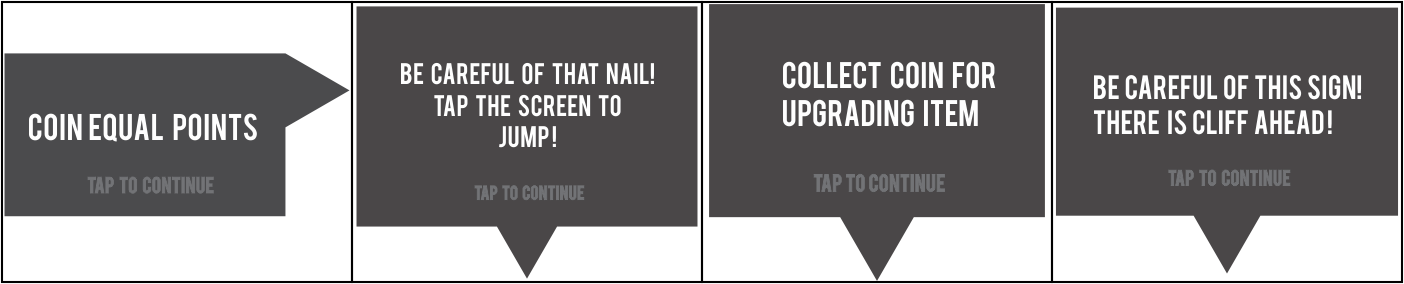 COIN EQUAL POINTS
TAP TO CONTINUE
BE CAREFUL OF THAT NAIL!
TAP THE SCREEN TO
JUMP!
TAP TO CONTINUE
COLLECT COIN FOR
UPGRADING ITEM
TAP TO CONTINUE
BE CAREFUL OF THIS SIGN!
THERE IS CLIFF AHEAD!
TAP TO CONTINUE